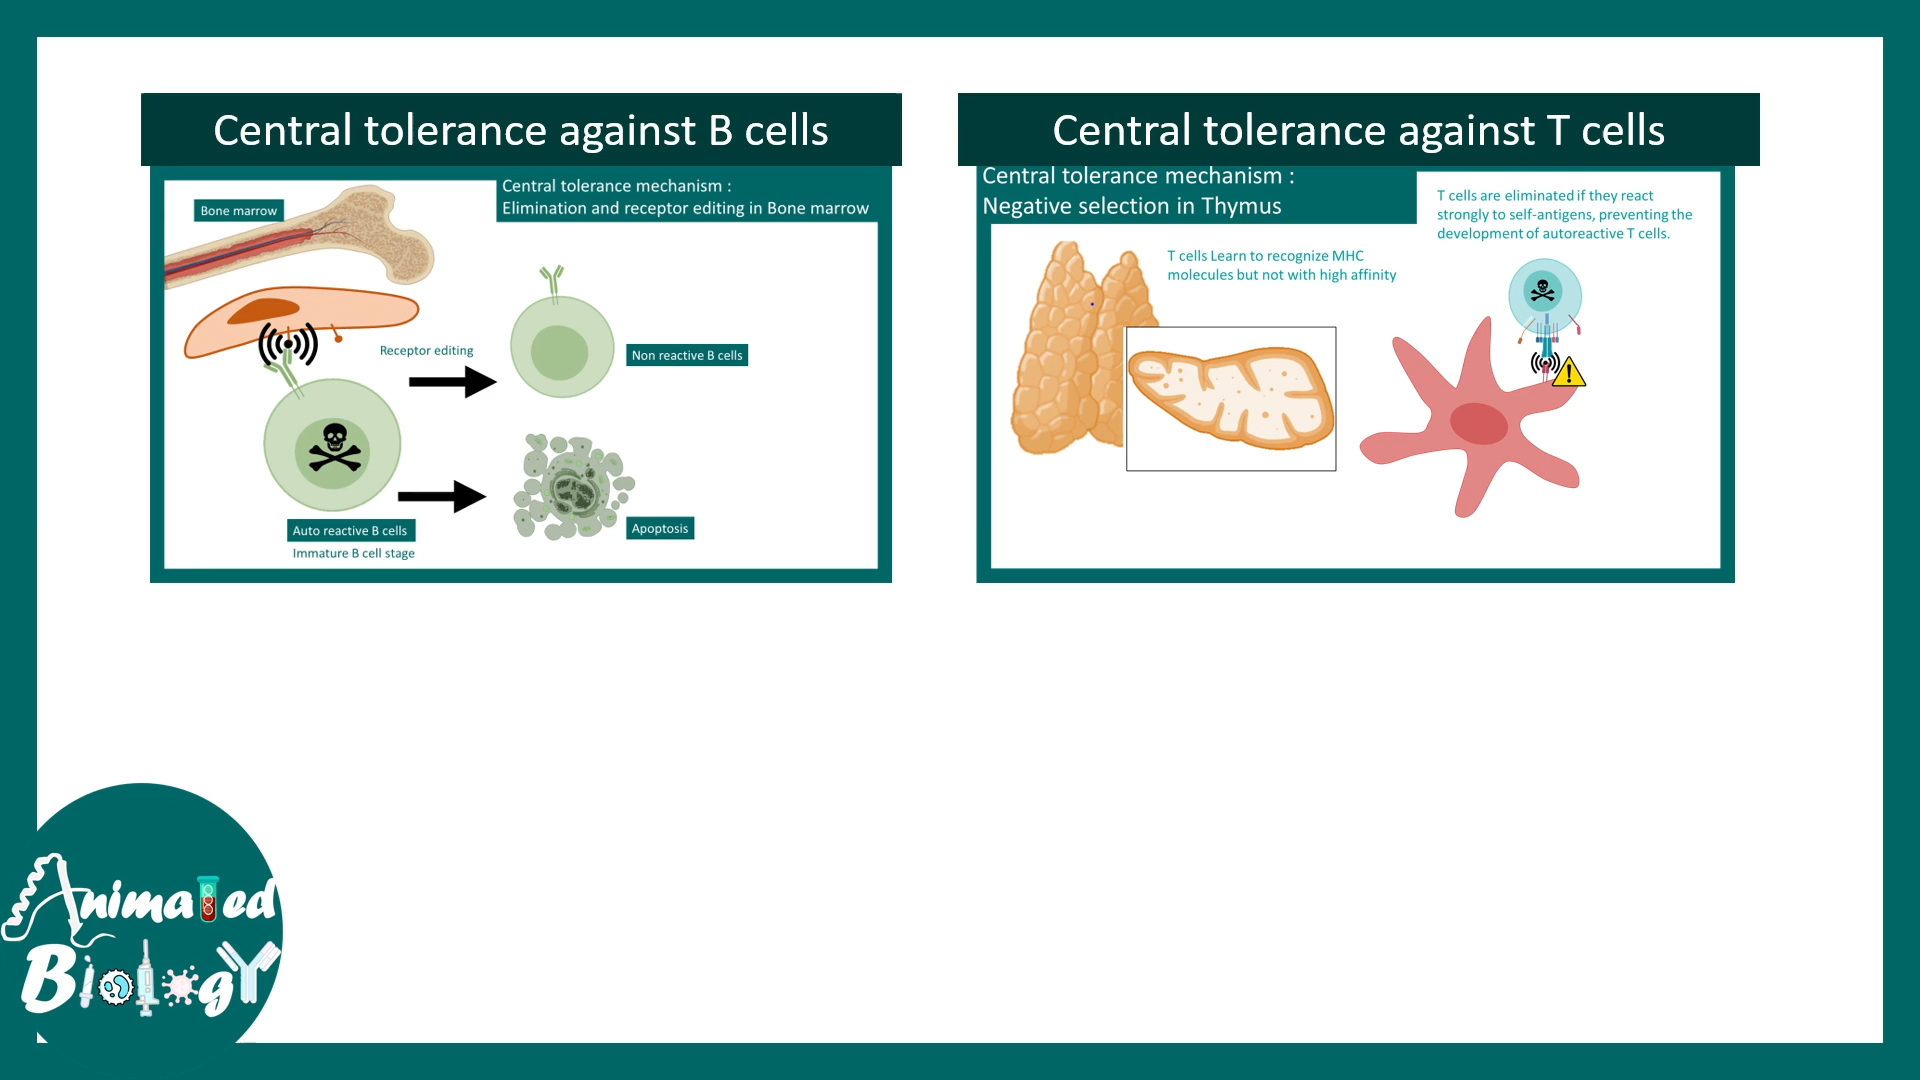 Central tolerance against B cells
Central tolerance mechanism :
Elimination and receptor editing in Bone marrow
Bone marrow
Receptor editing
Non reactive B cells
Apoptosis
Auto reactive B cells
Immature B cell stage
Central tolerance against T cells
Central tolerance mechanism :
Negative selection in Thymus
T cells are eliminated if they react
strongly to self-antigens, preventing the
development of autoreactive T cells.
T cells Learn to recognize MHC
molecules but not with high affinity
Animated
Biology